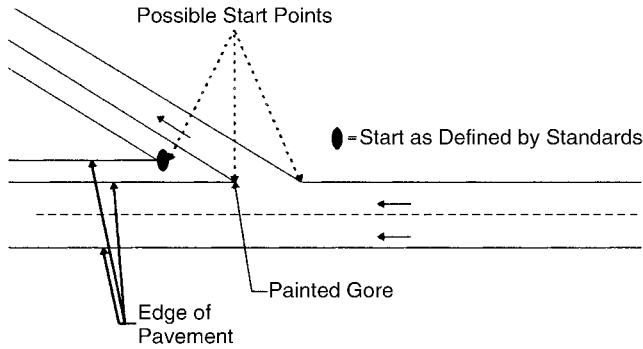 Possible Start Points
=Start as Defined by Standards
Painted Gore
Edge of
Pavement